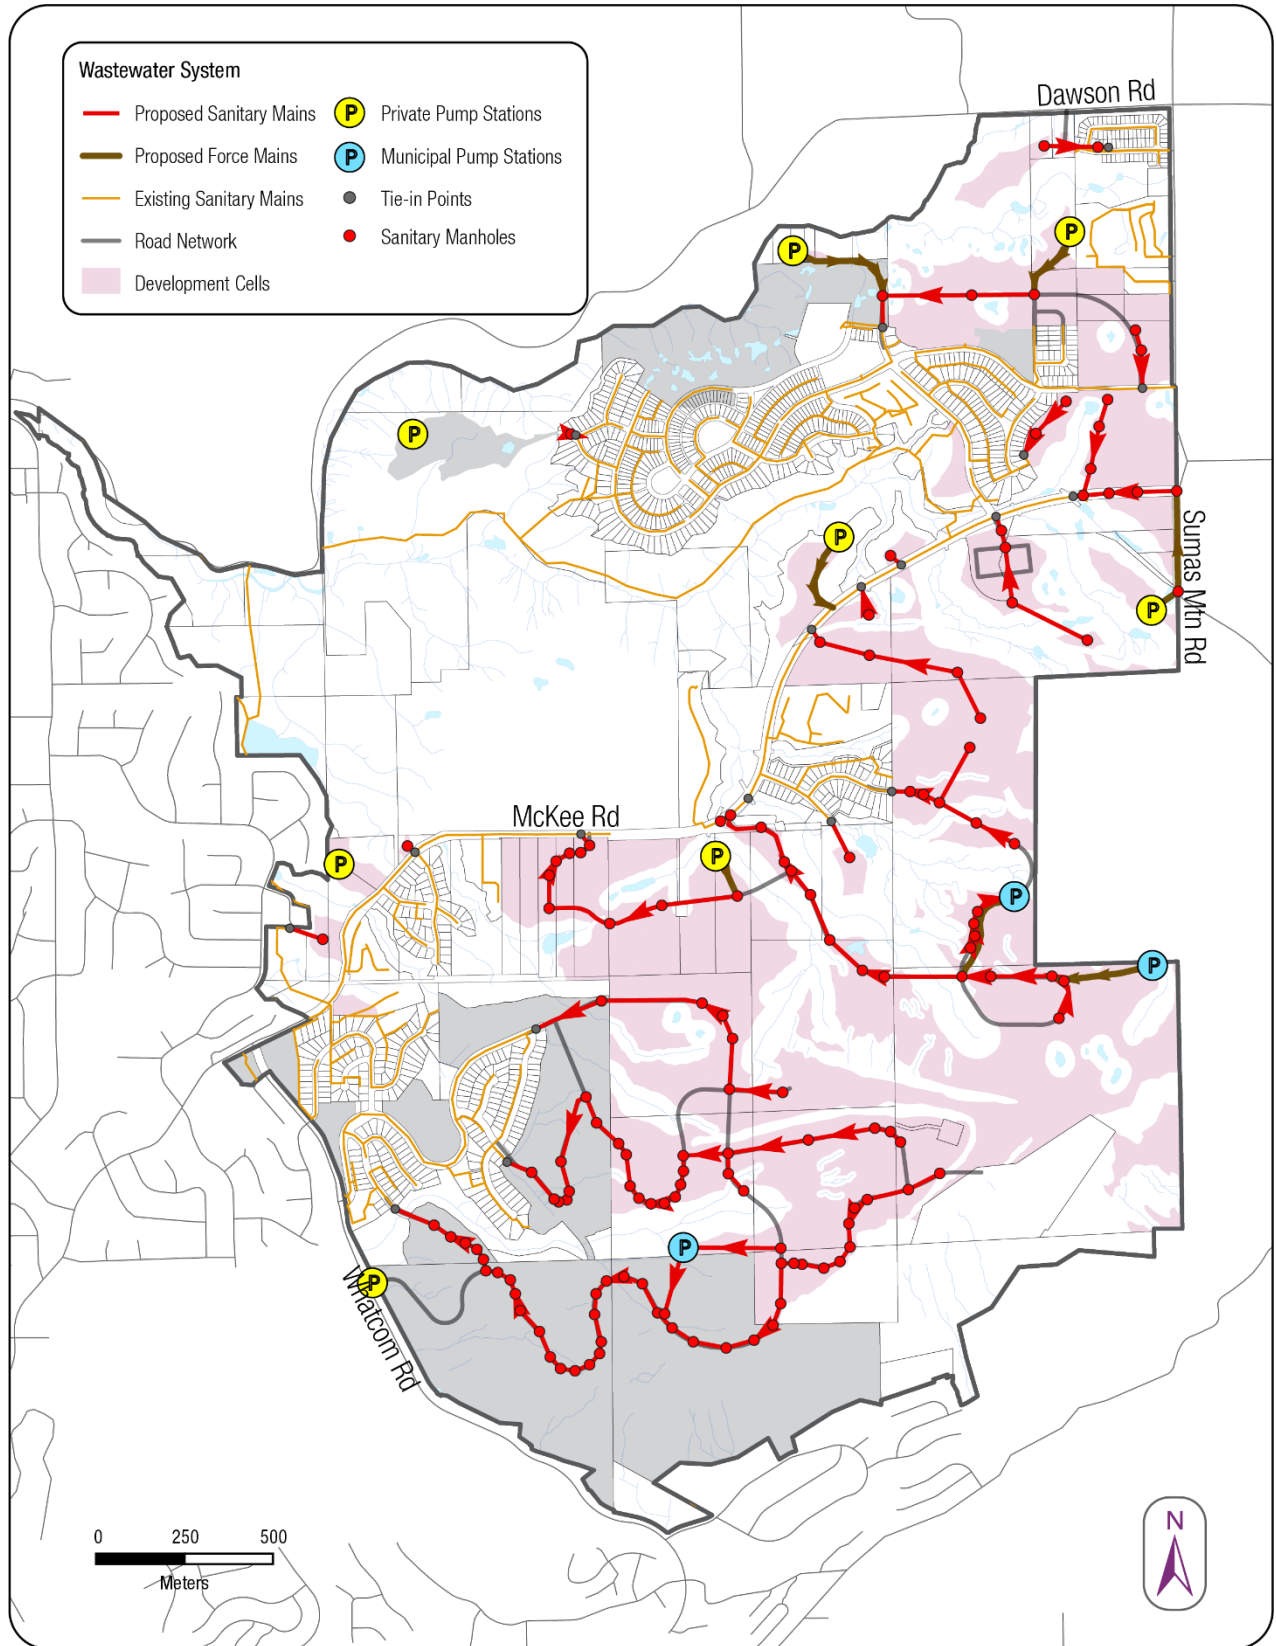 Wastewater System
Proposed Sanitary Mains
P Private Pump Stations
Proposed Force Mains
P Municipal Pump Stations
Existing Sanitary Mains
Tie-in Points
Road Network
Sanitary Manholes
Development Cells
Dawson Rd
P
P
P
P
Sumas Mtn Rd
P
McKee Rd
P
P
P
P
P
P
Whatcom Rd
0 250 500
Meters
N